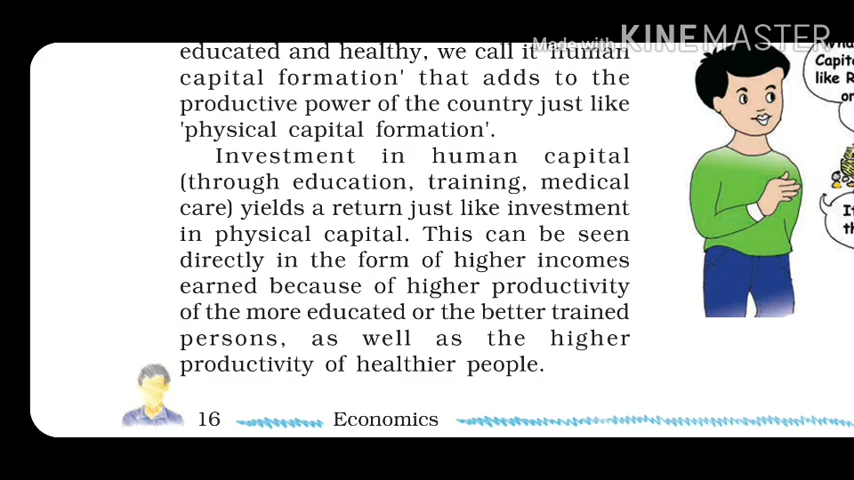 Made with KINEMASTER
educated and healthy, we call it 'human
capital formation' that adds to the
productive power of the country just like
'physical capital formation'.
Investment in human capital
(through education, training, medical
care) yields a return just like investment
in physical capital. This can be seen
directly in the form of higher incomes
earned because of higher productivity
of the more educated or the better trained
persons, as well as the higher
productivity of healthier people.
16 Economics
like R